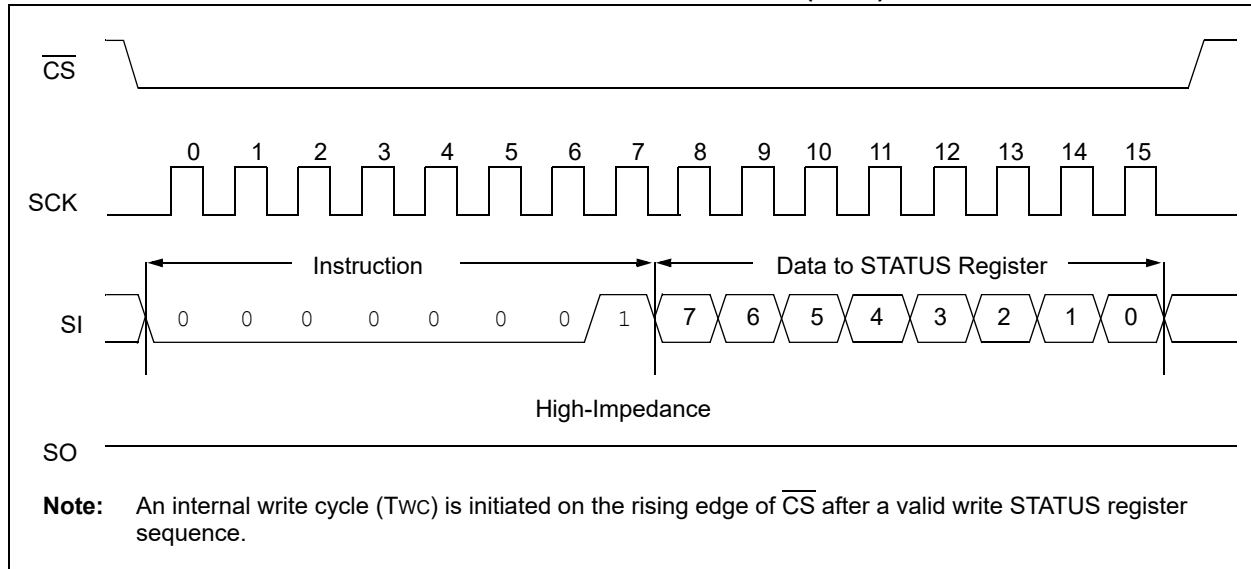 CS
0 1 2 3 4 5 6 7 8 9 10 11 12 13 14 15
SCK
Instruction Data to STATUS Register
SI 0 0 0 0 0 0 0 1 7 6 5 4 3 2 1 0
High-Impedance
SO
Note: An internal write cycle (TWC) is initiated on the rising edge of CS after a valid write STATUS register
sequence.